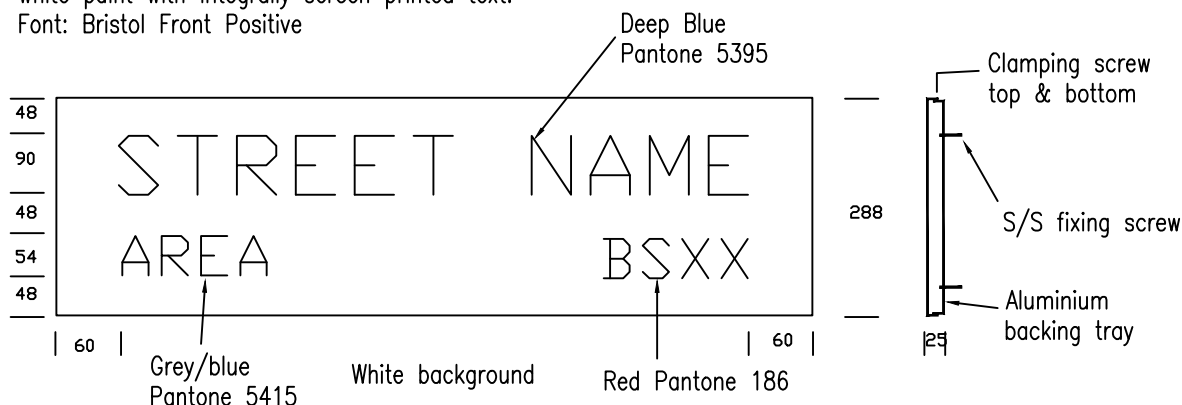 white paint with integrally screen printed text.
Font: Bristol Front Positive
Deep Blue
Pantone 5395
Clamping screw
top & bottom
48
90
48
54
48
STREET NAME
AREA
BSXX
288
S/S fixing screw
Aluminium
backing tray
25
60
60
Grey/blue
Pantone 5415
White background
Red Pantone 186